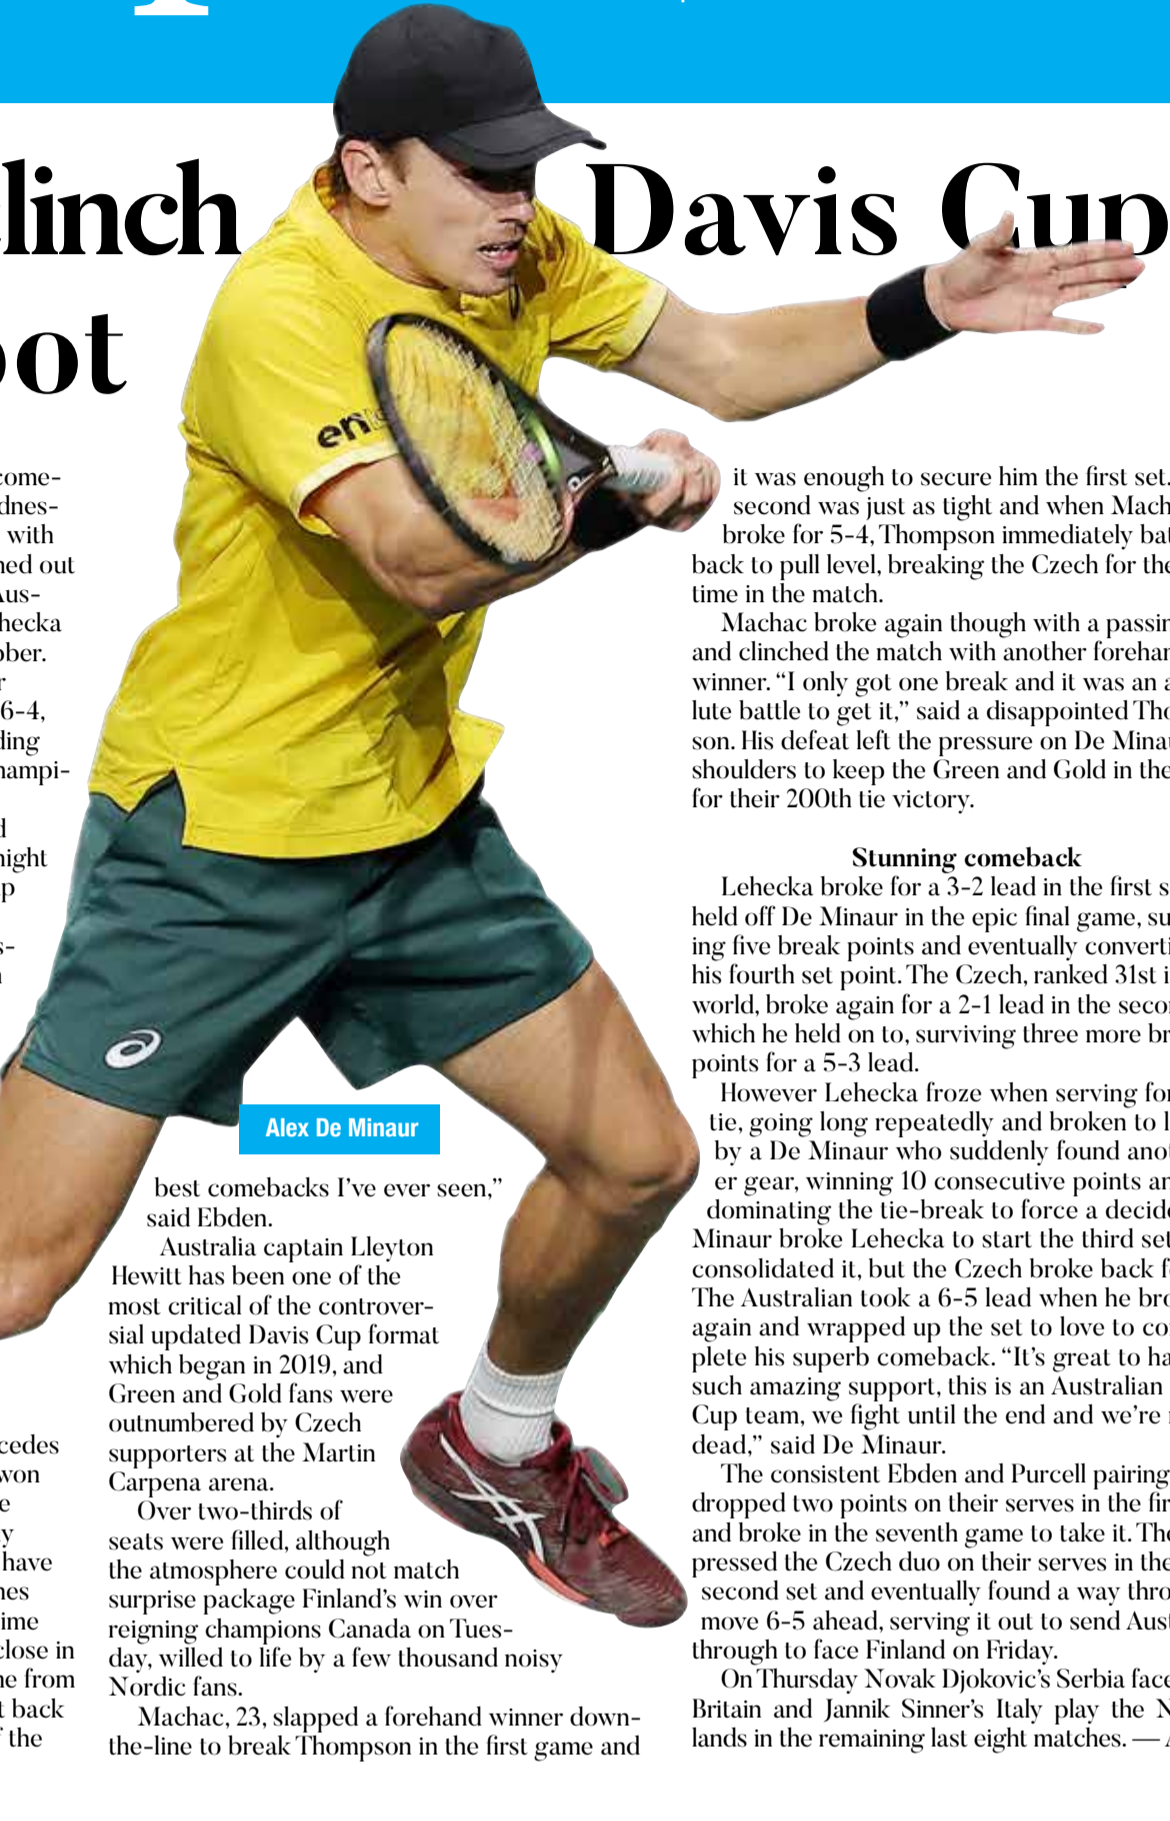 linch Davis Cup
ot
come-
dnes-
with
ned out
Aus-
hecka
ber.
6-4,
ding
hampi-
night
p
s-
cedes
won
e
y
have
nes
ime
close in
ne from
t back
the
Alex De Minaur
best comebacks I've ever seen,”
said Ebden.
Australia captain Lleyton
Hewitt has been one of the
most critical of the controver-
sial updated Davis Cup format
which began in 2019, and
Green and Gold fans were
outnumbered by Czech
supporters at the Martin
Carpena arena.
Over two-thirds of
seats were filled, although
the atmosphere could not match
surprise package Finland's win over
reigning champions Canada on Tues-
day, willed to life by a few thousand noisy
Nordic fans.
Machac, 23, slapped a forehand winner down-
the-line to break Thompson in the first game and
it was enough to secure him the first set.
second was just as tight and when Mach
broke for 5-4, Thompson immediately bat
back to pull level, breaking the Czech for the
time in the match.
Machac broke again though with a passin
and clinched the match with another forehan
winner. “I only got one break and it was an a
lute battle to get it,” said a disappointed Tho
son. His defeat left the pressure on De Minau
shoulders to keep the Green and Gold in the
for their 200th tie victory.
Stunning comeback
Lehecka broke for a 3-2 lead in the first s
held off De Minaur in the epic final game, su
ing five break points and eventually converti
his fourth set point. The Czech, ranked 31st i
world, broke again for a 2-1 lead in the secon
which he held on to, surviving three more br
points for a 5-3 lead.
However Lehecka froze when serving for
tie, going long repeatedly and broken to l
by a De Minaur who suddenly found anot
er gear, winning 10 consecutive points an
dominating the tie-break to force a decide
Minaur broke Lehecka to start the third set
consolidated it, but the Czech broke back f
The Australian took a 6-5 lead when he bro
again and wrapped up the set to love to co
plete his superb comeback. “It's great to ha
such amazing support, this is an Australian
Cup team, we fight until the end and we're
dead,” said De Minaur.
The consistent Ebden and Purcell pairing
dropped two points on their serves in the fir
and broke in the seventh game to take it. The
pressed the Czech duo on their serves in the
second set and eventually found a way thro
move 6-5 ahead, serving it out to send Aust
through to face Finland on Friday.
On Thursday Novak Djokovic's Serbia face
Britain and Jannik Sinner's Italy play the N
lands in the remaining last eight matches. —